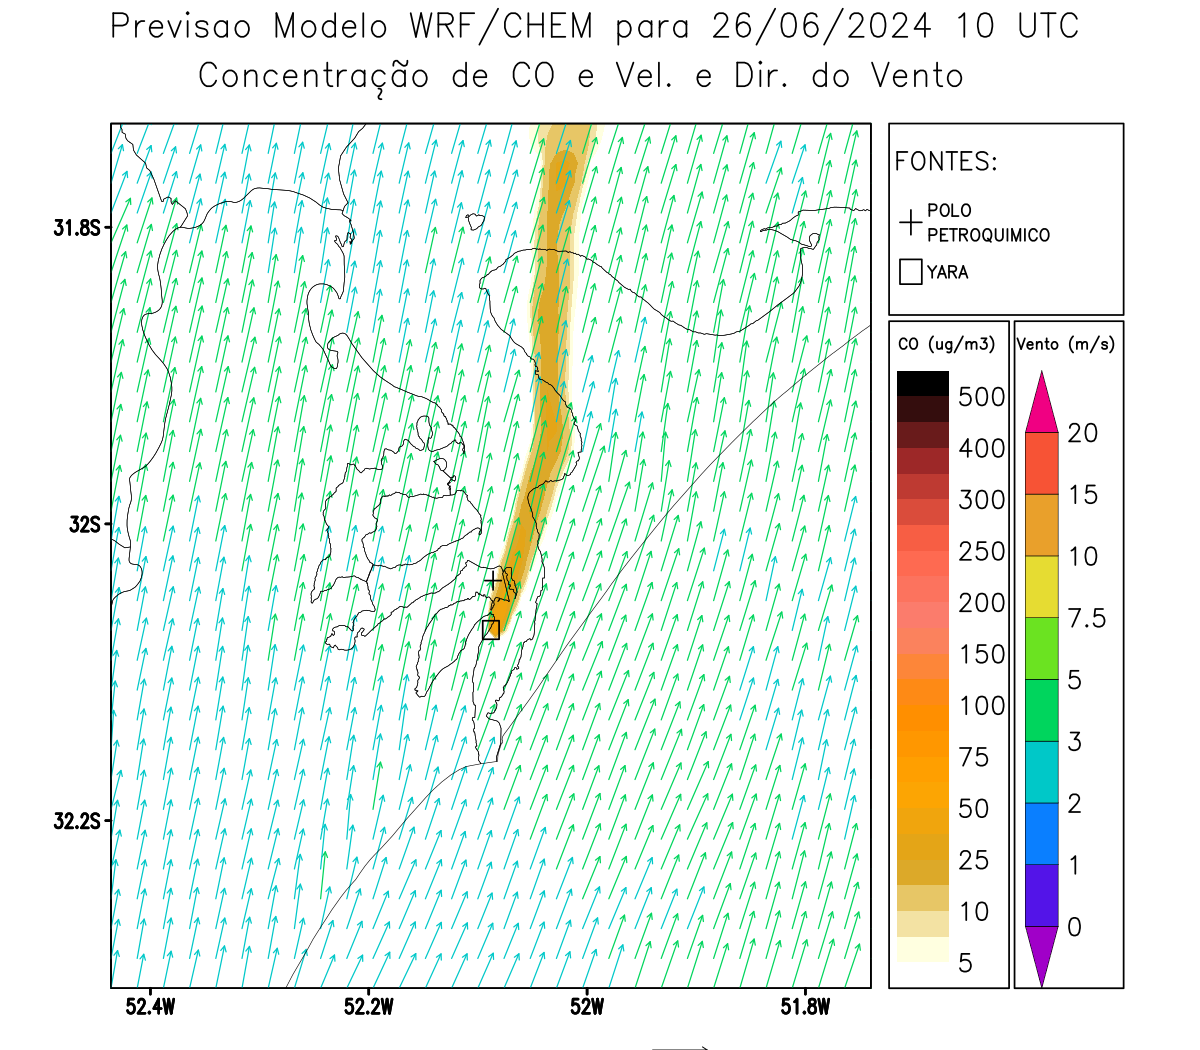 Previsao Modelo WRF/CHEM para 26/06/2024 10 UTC
Concentração de CO e Vel. e Dir. do Vento
FONTES:
POLO
PETROQUIMICO
YARA
31.8S
32S
32.2S
52.4W
52.2W
52W
51.8W
CO (ug/m3)
500
400
300
250
200
150
100
75
50
25
10
5
Vento (m/s)
20
15
10
7.5
5
3
2
1
0